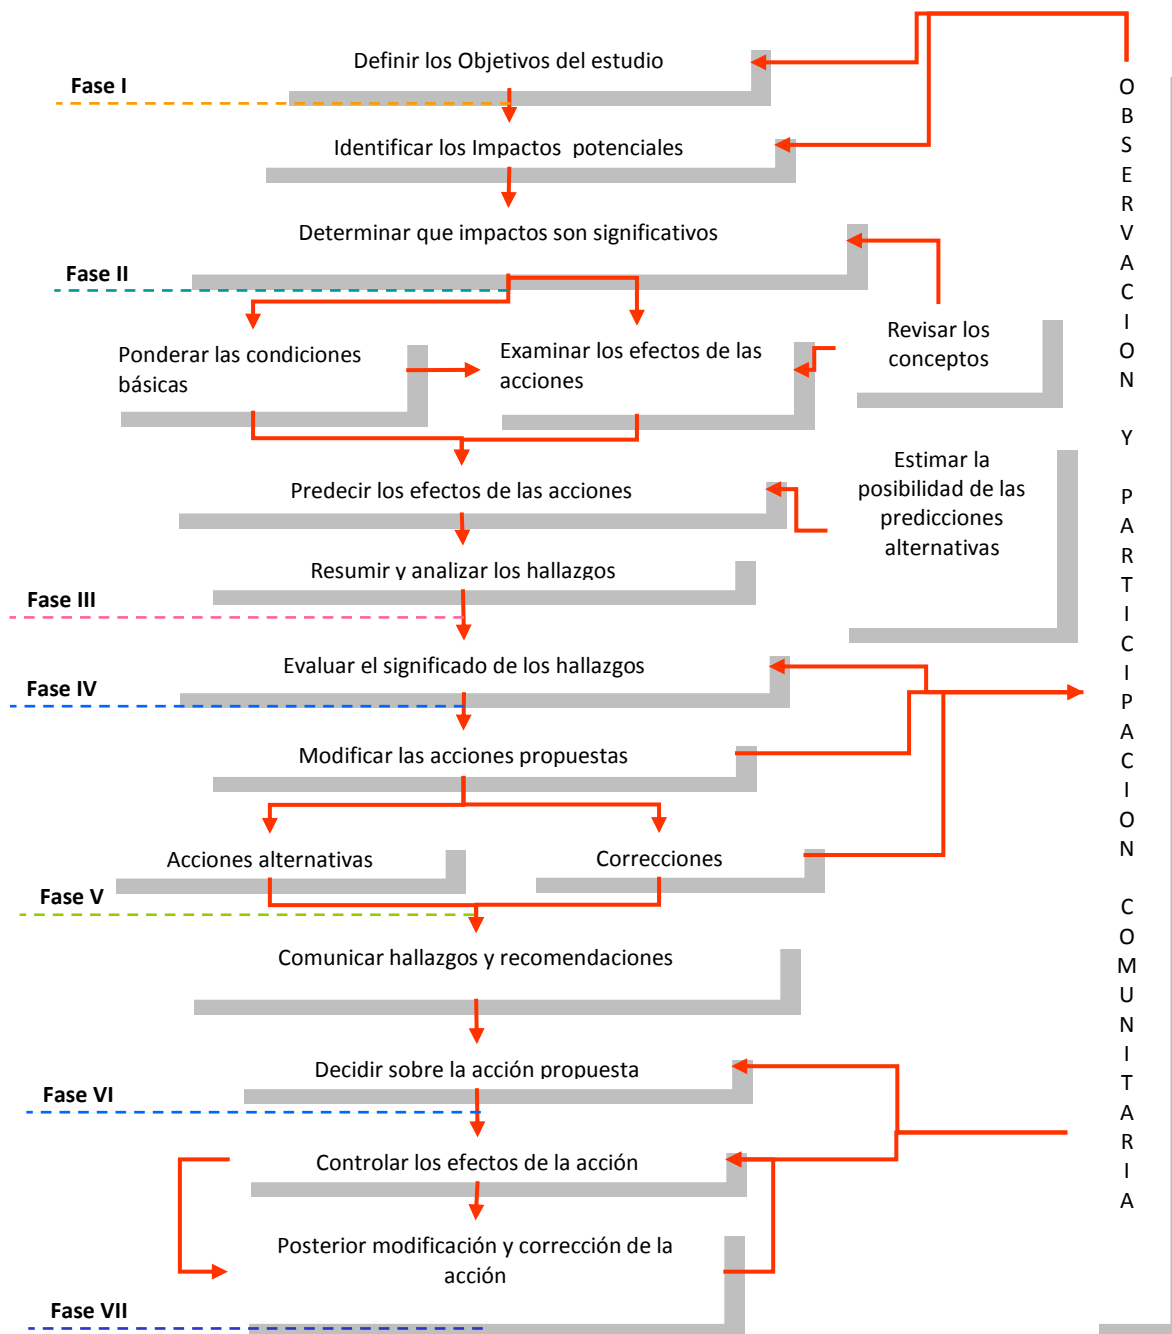 Definir los Objetivos del estudio
Fase I
Identificar los Impactos potenciales
Determinar que impactos son significativos
Fase II
Ponderar las condiciones
básicas
Examinar los efectos de las
acciones
Revisar los
conceptos
Predecir los efectos de las acciones
Estimar la
posibilidad de las
predicciones
alternativas
Resumir y analizar los hallazgos
Fase III
Evaluar el significado de los hallazgos
Fase IV
Modificar las acciones propuestas
Acciones alternativas
Correcciones
Fase V
Comunicar hallazgos y recomendaciones
Decidir sobre la acción propuesta
Fase VI
Controlar los efectos de la acción
Posterior modificación y corrección de la
acción
Fase VII
OBSERVACION Y PARTICIPACION COMUNITARIA